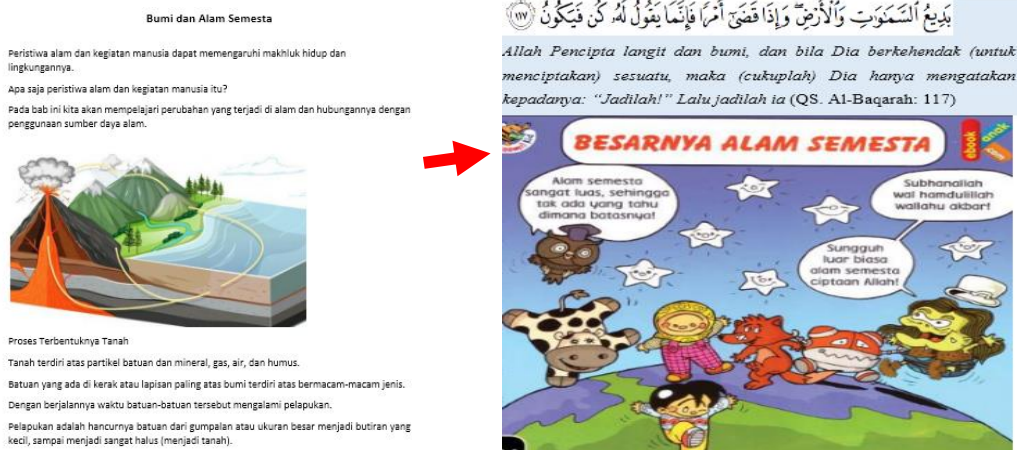 Bumi dan Alam Semesta
Peristiwa alam dan kegiatan manusia dapat memengaruhi makhluk hidup dan
lingkungannya.
Apa saja peristiwa alam dan kegiatan manusia itu?
Pada bab ini kita akan mempelajari perubahan yang terjadi di alam dan hubungannya dengan
penggunaan sumber daya alam.
Proses Terbentuknya Tanah
Tanah terdiri atas partikel batuan dan mineral, gas, air, dan humus.
Batuan yang ada di kerak atau lapisan paling atas bumi terdiri atas bermacam-macam jenis.
Dengan berjalannya waktu batuan-batuan tersebut mengalami pelapukan.
Pelapukan adalah hancurnya batuan dari gumpalan atau ukuran besar menjadi butiran yang
kecil, sampai menjadi sangat halus (menjadi tanah).
بَدِيعُ ٱلسَّمَٰوَٰتِ وَٱلْأَرْضِ ۖ وَإِذَا قَضَىٰٓ أَمْرًا فَإِنَّمَا يَقُولُ لَهُۥ كُن فَيَكُونُ ﴿١١٧﴾
Allah Pencipta langit dan bumi, dan bila Dia berkehendak (untuk
menciptakan) sesuatu, maka (cukuplah) Dia hanya mengatakan
kepadanya: “Jadilah!” Lalu jadilah ia (QS. Al-Baqarah: 117)
BESARNYA ALAM SEMESTA
ebook
anak
Alam semesta
sangat luas, sehingga
tak ada yang tahu
dimana batasnya!
Subhanallah
wal hamdulillah
wallahu akbar!
Sungguh
luar biasa
alam semesta
ciptaan Allah!